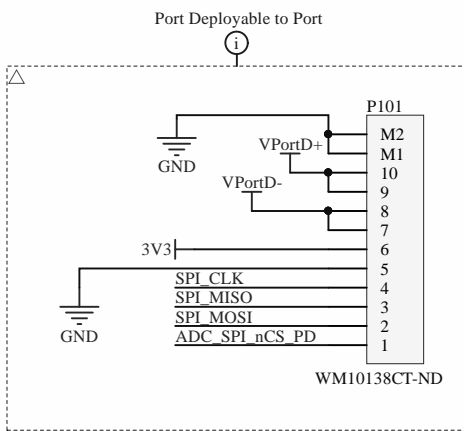 Port Deployable to Port
i
P101
M2
M1
VPortD+
10
GND
9
VPortD-
8
7
3V3
6
5
SPI_CLK
4
SPI_MISO
3
GND
SPI_MOSI
2
ADC_SPI_nCS_PD
1
WM10138CT-ND